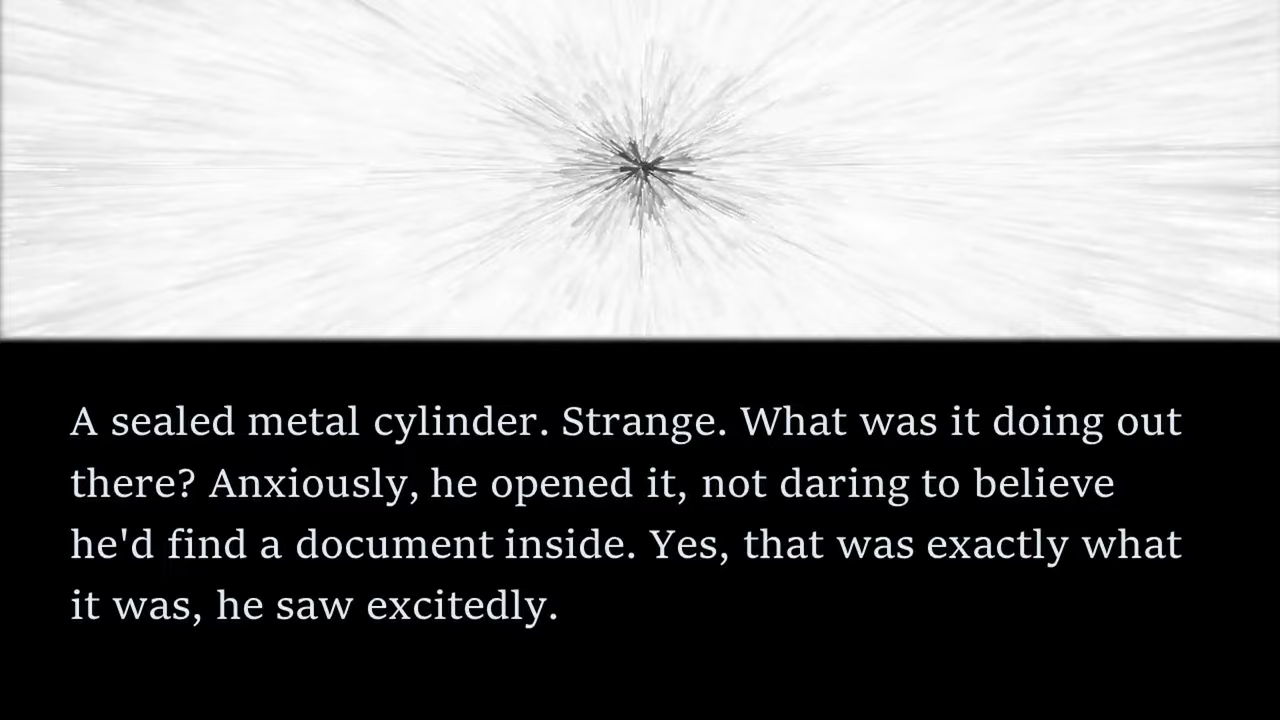 A sealed metal cylinder. Strange. What was it doing out
there? Anxiously, he opened it, not daring to believe
he'd find a document inside. Yes, that was exactly what
it was, he saw excitedly.